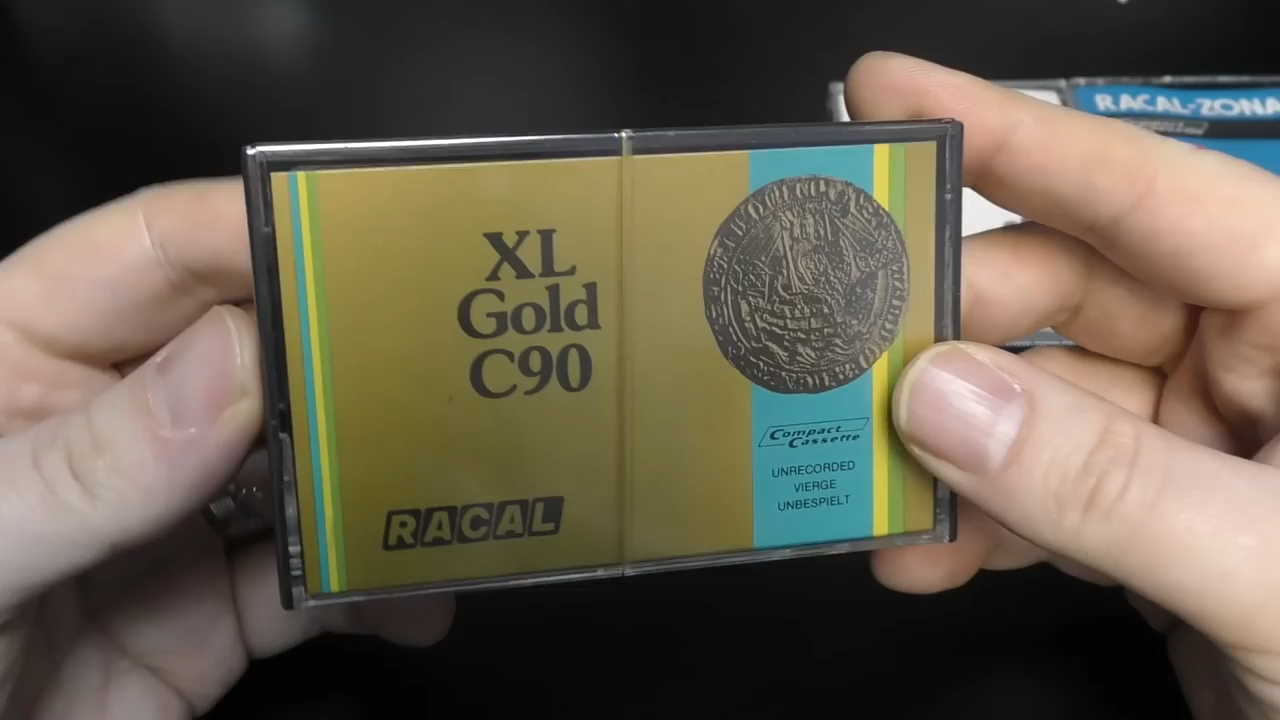 XL
Gold
C90
RACAL
Compact
Cassette
UNRECORDED
VIERGE
UNBESPIELT
RACAL-ZONA